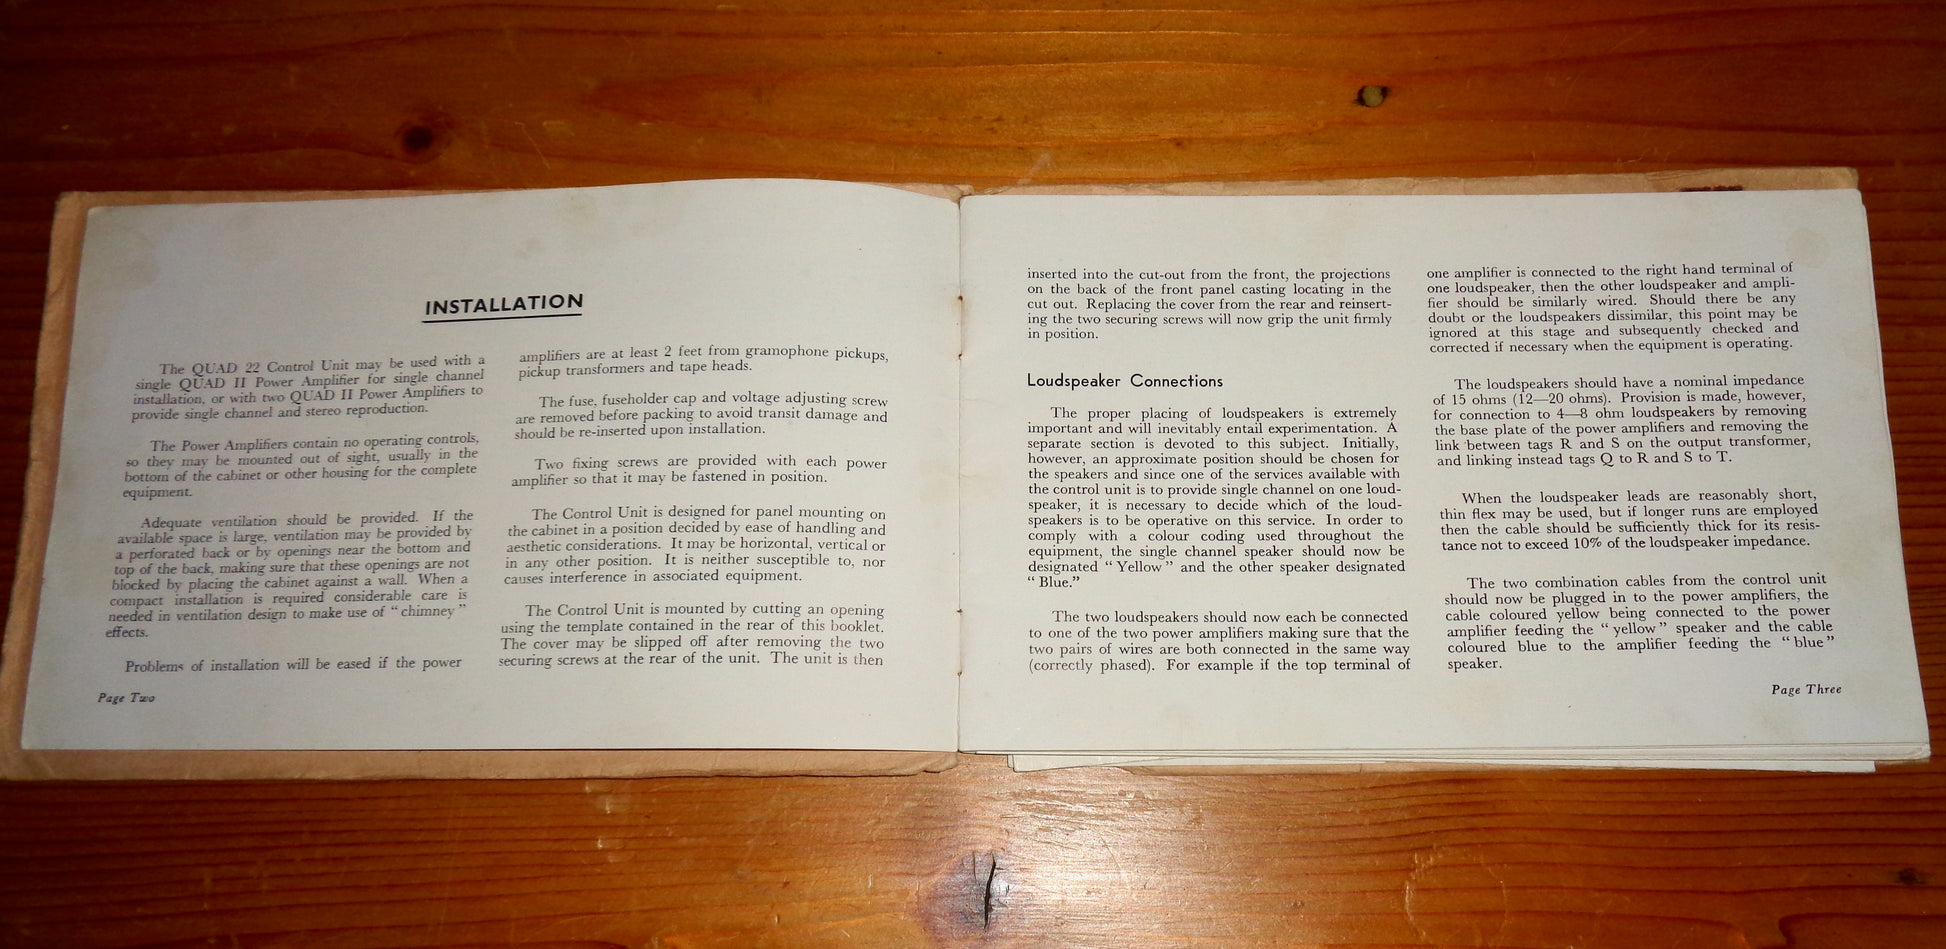 INSTALLATION
The QUAD 22 Control Unit may be used with a
single QUAD II Power Amplifier for single channel
installation, or with two QUAD II Power Amplifiers to
provide single channel and stereo reproduction.
The Power Amplifiers contain no operating controls,
so they may be mounted out of sight, usually in the
bottom of the cabinet or other housing for the complete
equipment.
Adequate ventilation should be provided. If the
available space is large, ventilation may be provided by
a perforated back or by openings near the bottom and
top of the back, making sure that these openings are not
blocked by placing the cabinet against a wall. When a
compact installation is required considerable care is
needed in ventilation design to make use of “ chimney ”
effects.
Problems of installation will be eased if the power
Page Two
amplifiers are at least 2 feet from gramophone pickups,
pickup transformers and tape heads.
The fuse, fuseholder cap and voltage adjusting screw
are removed before packing to avoid transit damage and
should be re-inserted upon installation.
Two fixing screws are provided with each power
amplifier so that it may be fastened in position.
The Control Unit is designed for panel mounting on
the cabinet in a position decided by ease of handling and
aesthetic considerations. It may be horizontal, vertical or
in any other position. It is neither susceptible to, nor
causes interference in associated equipment.
The Control Unit is mounted by cutting an opening
using the template contained in the rear of this booklet.
The cover may be slipped off after removing the two
securing screws at the rear of the unit. The unit is then
inserted into the cut-out from the front, the projections
on the back of the front panel casting locating in the
cut out. Replacing the cover from the rear and reinsert-
ing the two securing screws will now grip the unit firmly
in position.
Loudspeaker Connections
The proper placing of loudspeakers is extremely
important and will inevitably entail experimentation. A
separate section is devoted to this subject. Initially,
however, an approximate position should be chosen for
the speakers and since one of the services available with
the control unit is to provide single channel on one loud-
speaker, it is necessary to decide which of the loud-
speakers is to be operative on this service. In order to
comply with a colour coding used throughout the
equipment, the single channel speaker should now be
designated “ Yellow ” and the other speaker designated
“ Blue.”
The two loudspeakers should now each be connected
to one of the two power amplifiers making sure that the
two pairs of wires are both connected in the same way
(correctly phased). For example if the top terminal of
one amplifier is connected to the right hand terminal of
one loudspeaker, then the other loudspeaker and ampli-
fier should be similarly wired. Should there be any
doubt or the loudspeakers dissimilar, this point may be
ignored at this stage and subsequently checked and
corrected if necessary when the equipment is operating.
The loudspeakers should have a nominal impedance
of 15 ohms (12—20 ohms). Provision is made, however,
for connection to 4—8 ohm loudspeakers by removing
the base plate of the power amplifiers and removing the
link between tags R and S on the output transformer,
and linking instead tags Q to R and S to T.
When the loudspeaker leads are reasonably short,
thin flex may be used, but if longer runs are employed
then the cable should be sufficiently thick for its resis-
tance not to exceed 10% of the loudspeaker impedance.
The two combination cables from the control unit
should now be plugged in to the power amplifiers, the
cable coloured yellow being connected to the power
amplifier feeding the “ yellow ” speaker and the cable
coloured blue to the amplifier feeding the “ blue ”
speaker.
Page Three